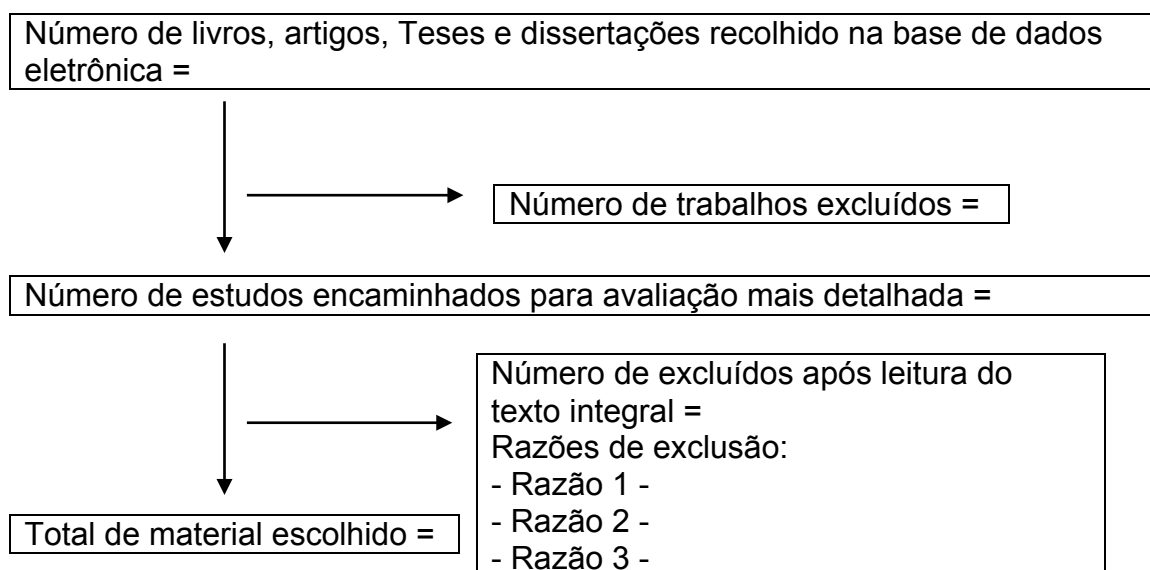 Número de livros, artigos, Teses e dissertações recolhido na base de dados
eletrônica =
Número de trabalhos excluídos =
Número de estudos encaminhados para avaliação mais detalhada =
Número de excluídos após leitura do
texto integral =
Razões de exclusão:
- Razão 1 -
- Razão 2 -
- Razão 3 -
Total de material escolhido =